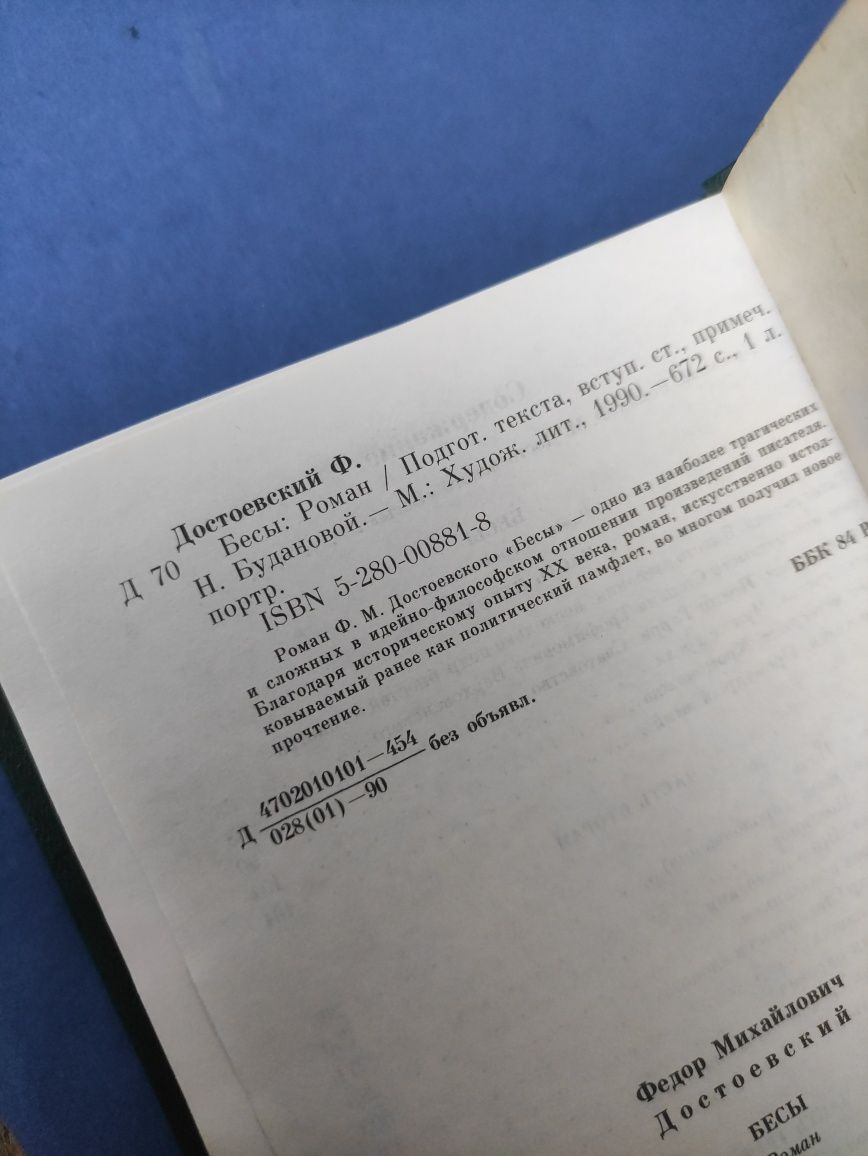 Достоевский Ф.
Д 70 Бесы: Роман / Подгот. текста, вступ. ст., примеч.
Н. Будановой.— М.: Худож. лит., 1990.—672 с., 1 л.
портр.
ISBN 5-280-00881-8
Роман Ф. М. Достоевского «Бесы» — одно из наиболее трагических
и сложных в идейно-философском отношении произведений писателя.
Благодаря историческому опыту XX века, роман, искусственно истол-
ковываемый ранее как политический памфлет, во многом получил новое
прочтение.
Д 4702010101—454 без объявл.
028(01)—90
ББК 84
Федор Михайлович
Достоевский
БЕСЫ
Роман